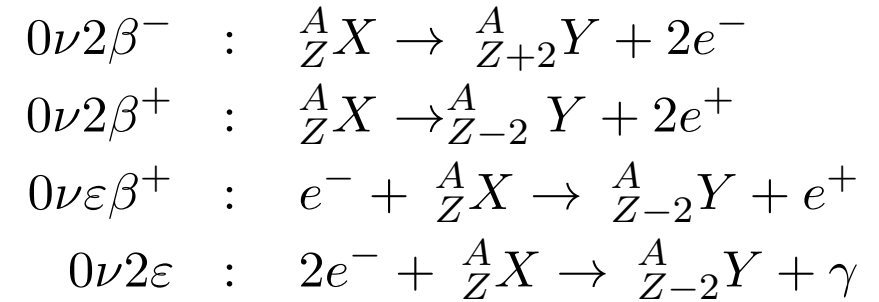 0ν2β⁻ : ᴬ_Z X → ᴬ_{Z+2} Y + 2e⁻
0ν2β⁺ : ᴬ_Z X → ᴬ_{Z−2} Y + 2e⁺
0νεβ⁺ : e⁻ + ᴬ_Z X → ᴬ_{Z−2} Y + e⁺
0ν2ε : 2e⁻ + ᴬ_Z X → ᴬ_{Z−2} Y + γ